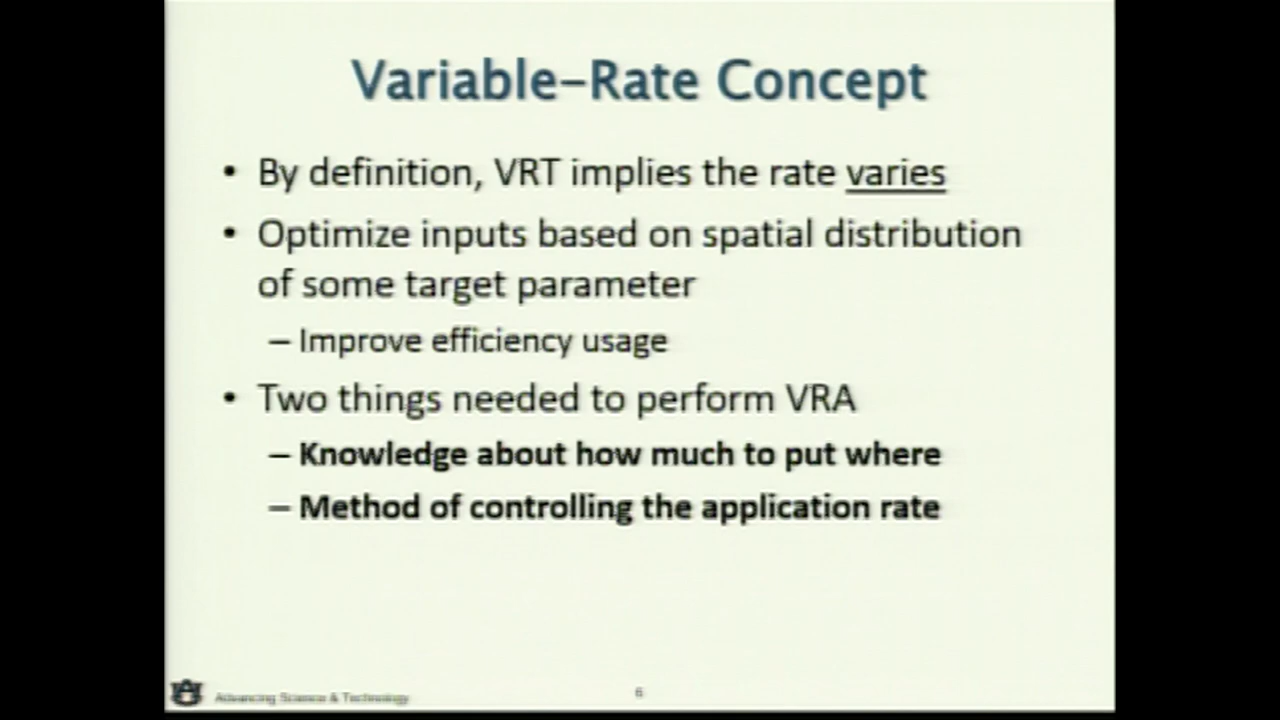 Variable-Rate Concept
• By definition, VRT implies the rate varies
• Optimize inputs based on spatial distribution
of some target parameter
– Improve efficiency usage
• Two things needed to perform VRA
– Knowledge about how much to put where
– Method of controlling the application rate
Advancing Science & Technology
6